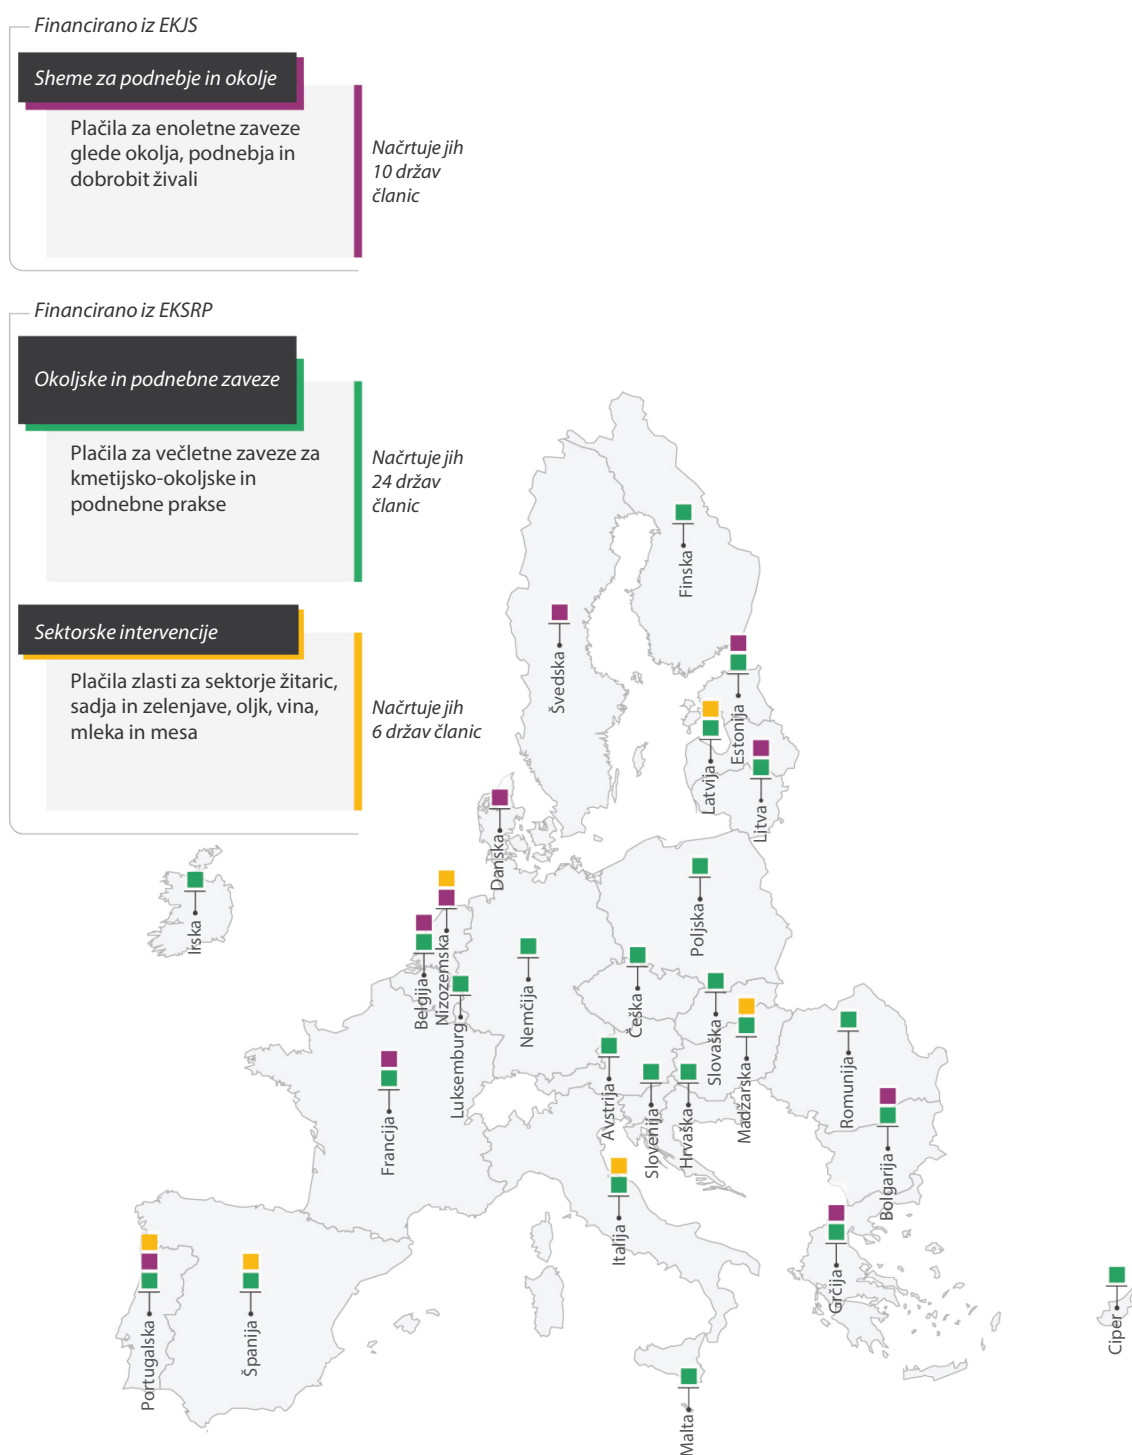 Financirano iz EKJS
Sheme za podnebje in okolje
Plačila za enoletne zaveze
glede okolja, podnebja in
dobrobit živali
Načrtuje jih
10 držav
članic
Financirano iz EKSRP
Okoljske in podnebne zaveze
Plačila za večletne zaveze za
kmetijsko-okoljske in
podnebne prakse
Načrtuje jih
24 držav
članic
Sektorske intervencije
Plačila zlasti za sektorje žitaric,
sadja in zelenjave, oljk, vina,
mleka in mesa
Načrtuje jih
6 držav članic
Finska
Švedska
Estonija
Latvija
Litva
Danska
Irska
Poljska
Nizozemska
Belgija
Luksemburg
Nemčija
Češka
Slovaška
Madžarska
Romunija
Avstrija
Slovenija
Hrvaška
Francija
Bolgarija
Italija
Grčija
Portugalska
Španija
Ciper
Malta